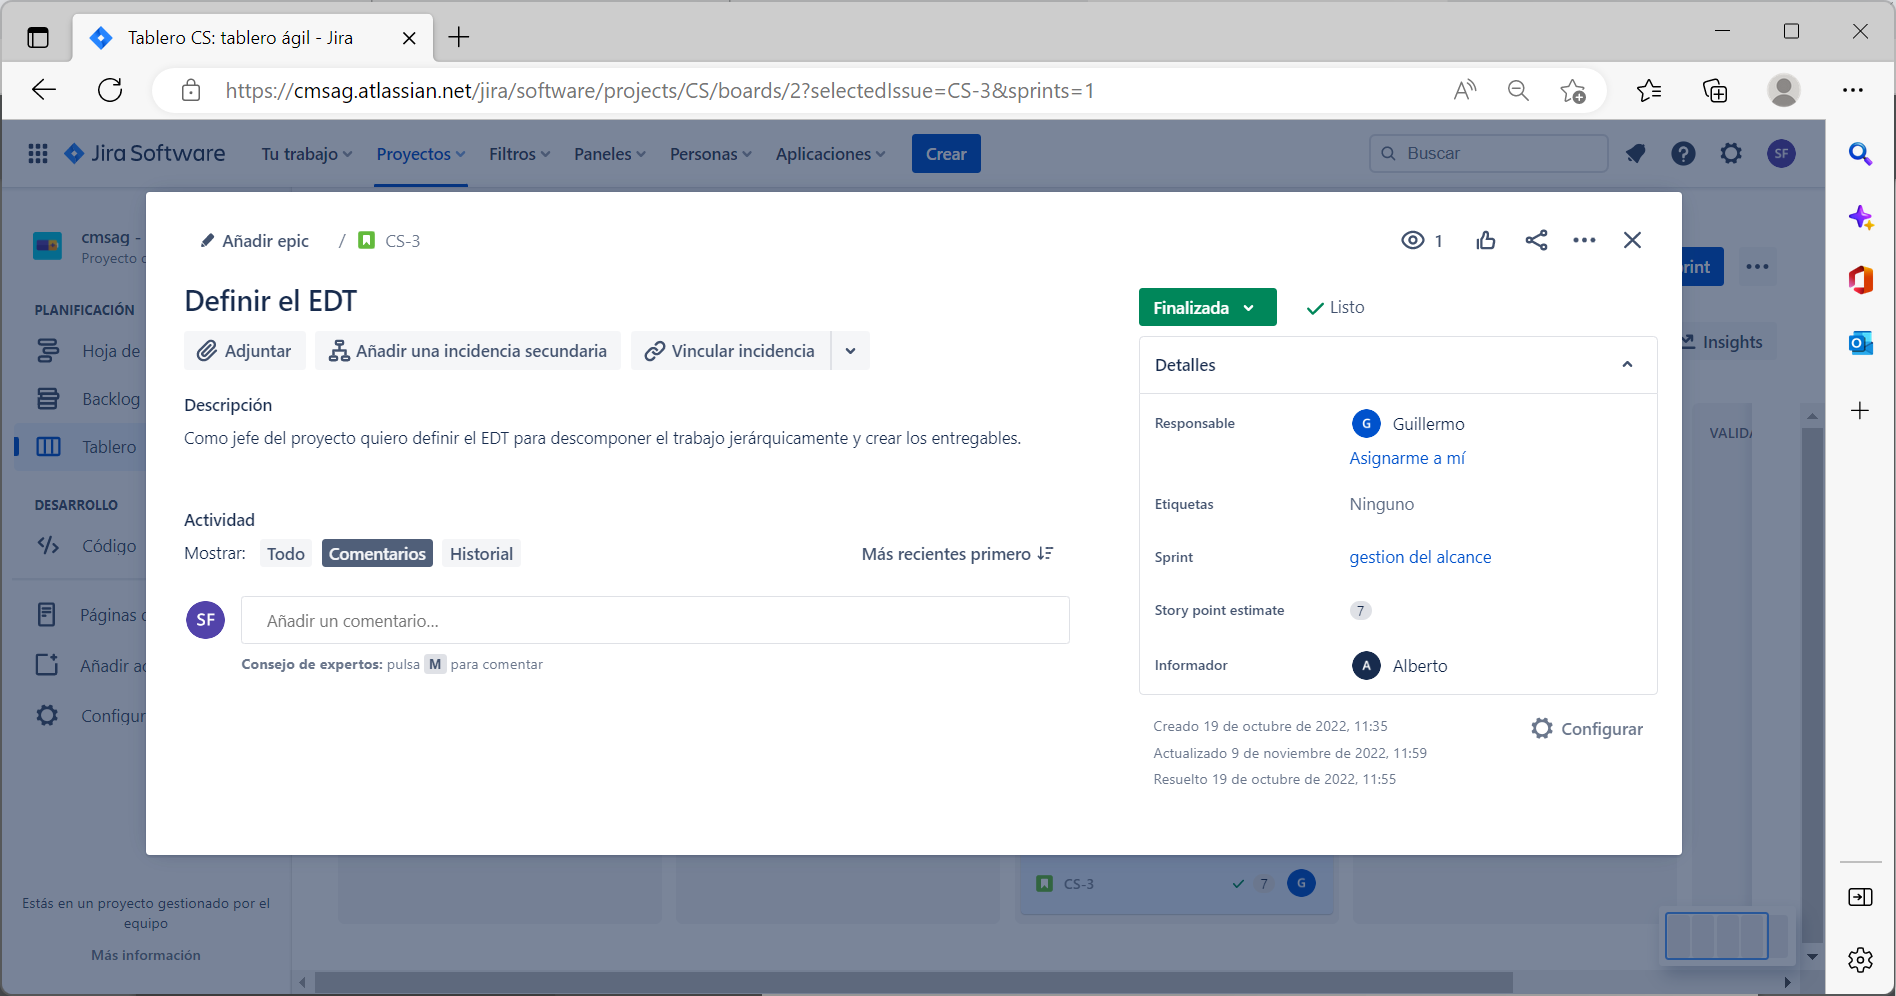 Tablero CS: tablero ágil - Jira
https://cmsag.atlassian.net/jira/software/projects/CS/boards/2?selectedIssue=CS-3&sprints=1
Jira Software
Tu trabajo
Proyectos
Filtros
Paneles
Personas
Aplicaciones
Crear
Buscar
SF
cmsag -
Proyecto
PLANIFICACIÓN
Hoja de
Backlog
Tablero
DESARROLLO
Código
Páginas
Añadir
Configur
Estás en un proyecto gestionado por el
equipo
Más información
Añadir epic / CS-3
1
Definir el EDT
Adjuntar
Añadir una incidencia secundaria
Vincular incidencia
Descripción
Como jefe del proyecto quiero definir el EDT para descomponer el trabajo jerárquicamente y crear los entregables.
Actividad
Mostrar: Todo Comentarios Historial
Más recientes primero
SF
Añadir un comentario...
Consejo de expertos: pulsa M para comentar
Finalizada
Listo
Detalles
Responsable
G Guillermo
Asignarme a mí
Etiquetas
Ninguno
Sprint
gestion del alcance
Story point estimate
7
Informador
A Alberto
Creado 19 de octubre de 2022, 11:35
Actualizado 9 de noviembre de 2022, 11:59
Resuelto 19 de octubre de 2022, 11:55
Configurar
rint
Insights
VALID
CS-3
7
G